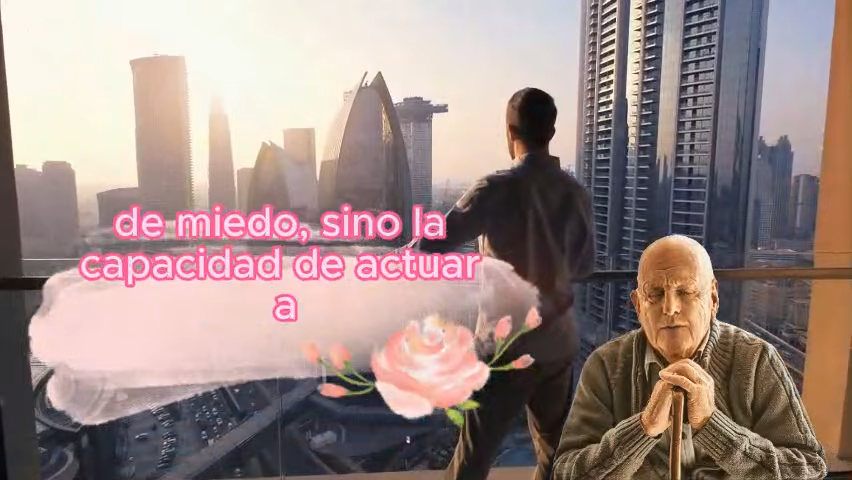 de miedo, sino la
capacidad de actuar
a